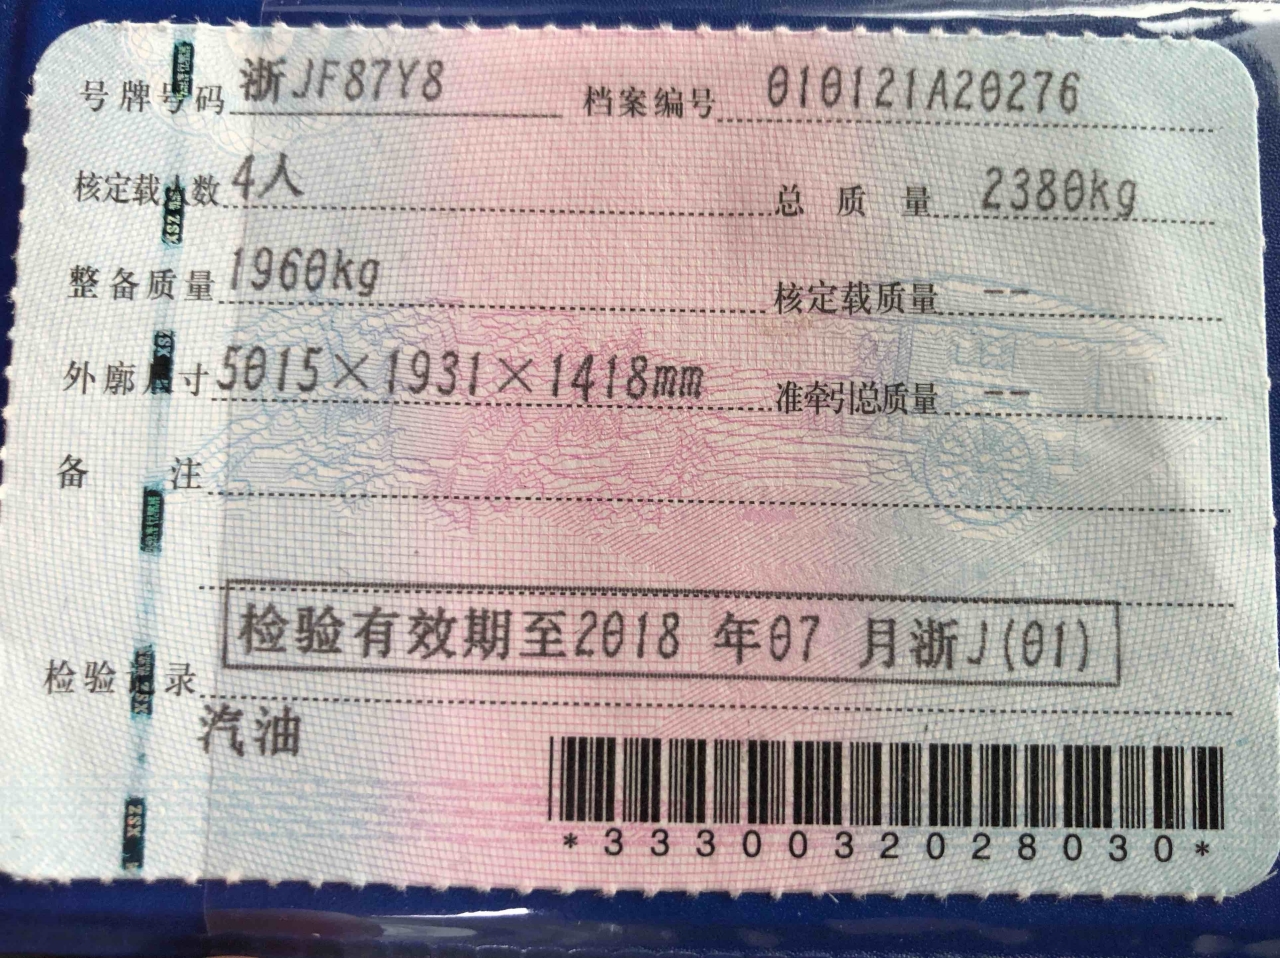 号牌号码 浙JF87Y8 档案编号 010121A20276
核定载人数 4人 总质量 2380kg
整备质量 1960kg 核定载质量 --
外廓尺寸 5015×1931×1418mm 准牵引总质量 --
备注
检验有效期至2018 年07 月浙J(01)
检验记录
汽油
*3330032028030*